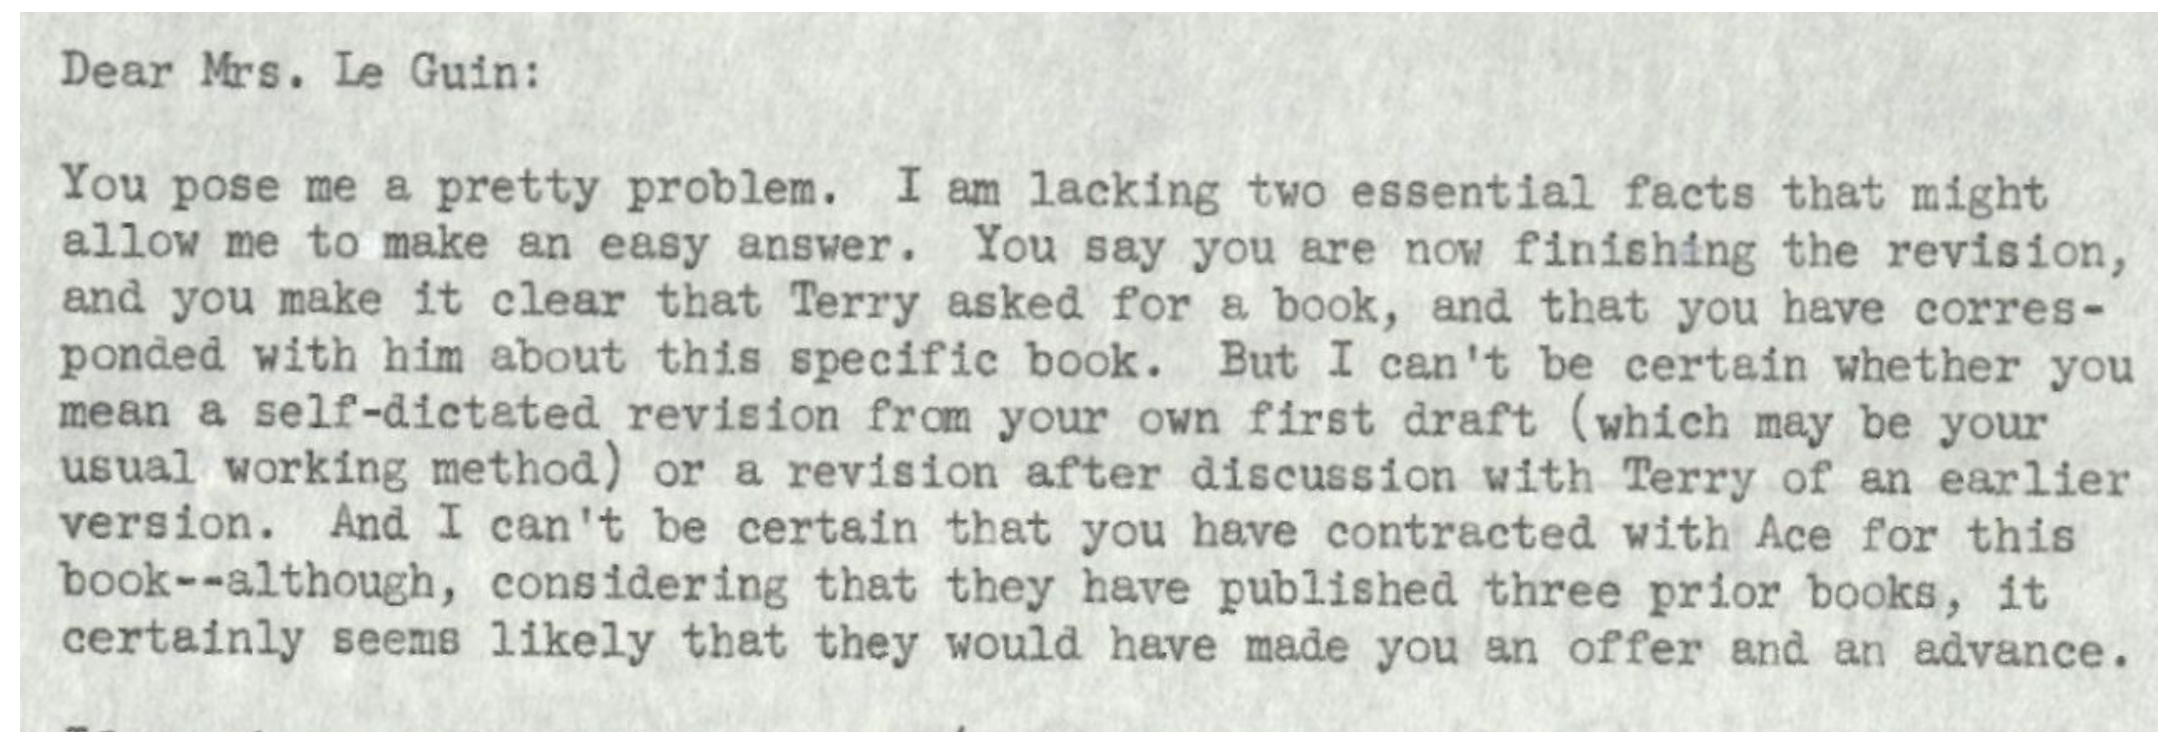 Dear Mrs. Le Guin:
You pose me a pretty problem.  I am lacking two essential facts that might
allow me to make an easy answer.  You say you are now finishing the revision,
and you make it clear that Terry asked for a book, and that you have corres-
ponded with him about this specific book.  But I can't be certain whether you
mean a self-dictated revision from your own first draft (which may be your
usual working method) or a revision after discussion with Terry of an earlier
version.  And I can't be certain that you have contracted with Ace for this
book--although, considering that they have published three prior books, it
certainly seems likely that they would have made you an offer and an advance.